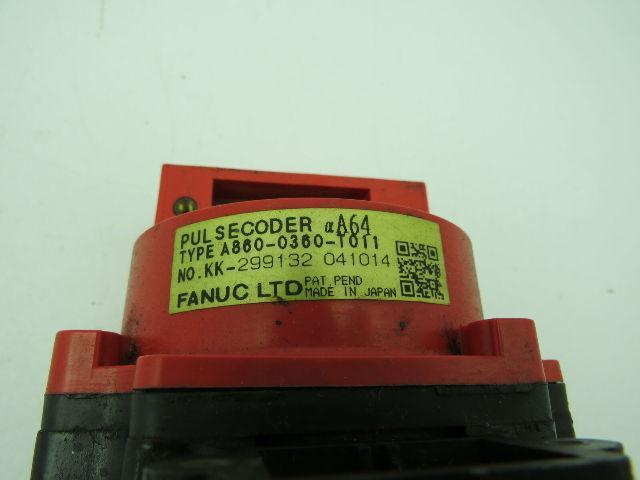 PULSECODER αA64
TYPE A860-0360-T011
NO.KK-299132 041014
FANUC LTD PAT.PEND
MADE IN JAPAN